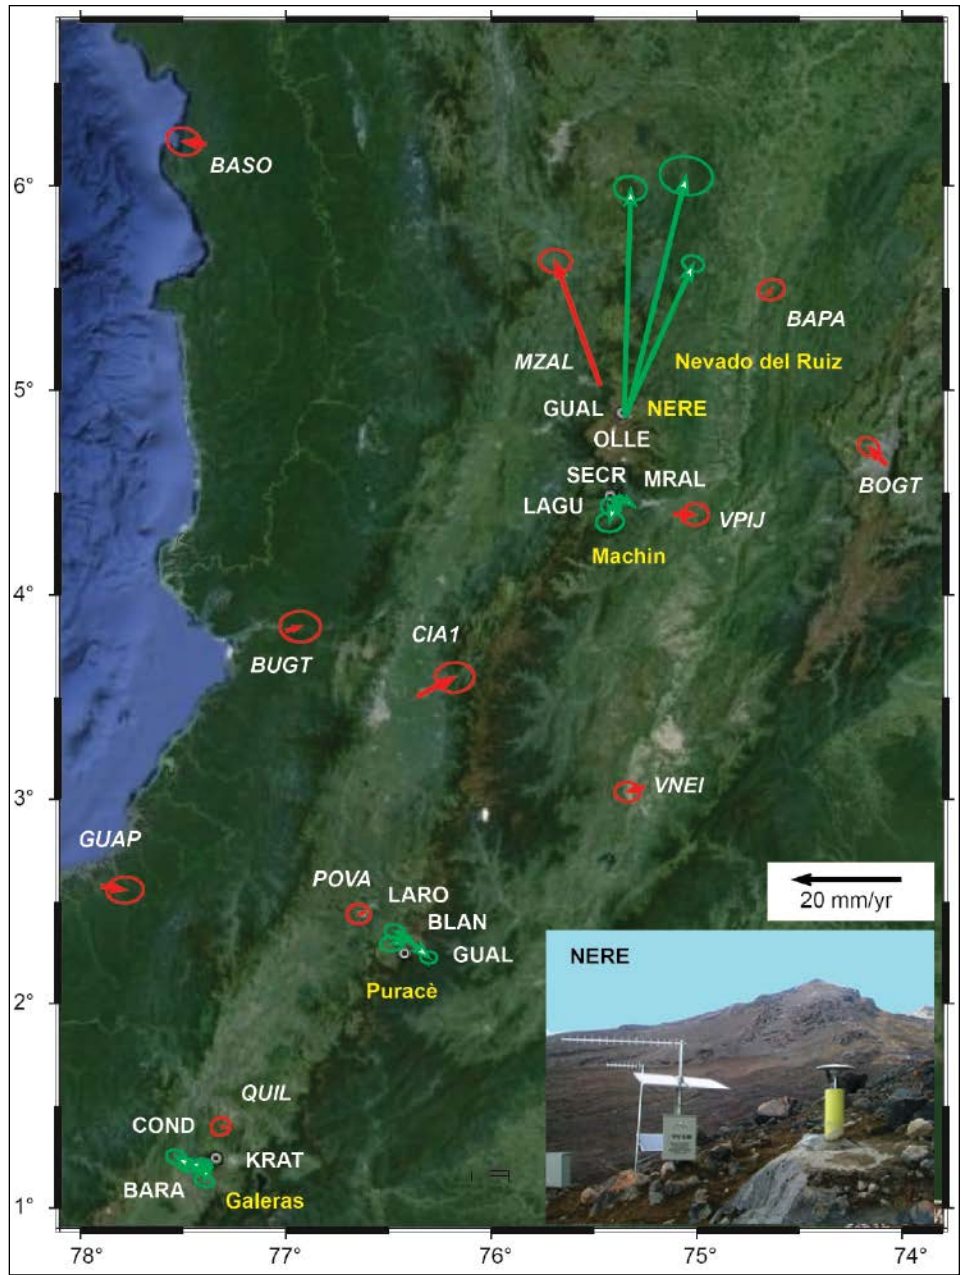 BASO
6°
BAPA
MZAL
Nevado del Ruiz
5°
GUAL
NERE
OLLE
BOGT
SECR
MRAL
LAGU
VPIJ
Machin
4°
CIA1
BUGT
VNEI
3°
GUAP
POVA
LARO
BLAN
GUAL
20 mm/yr
NERE
Puracè
2°
QUIL
COND
KRAT
BARA
Galeras
1°
78°
77°
76°
75°
74°